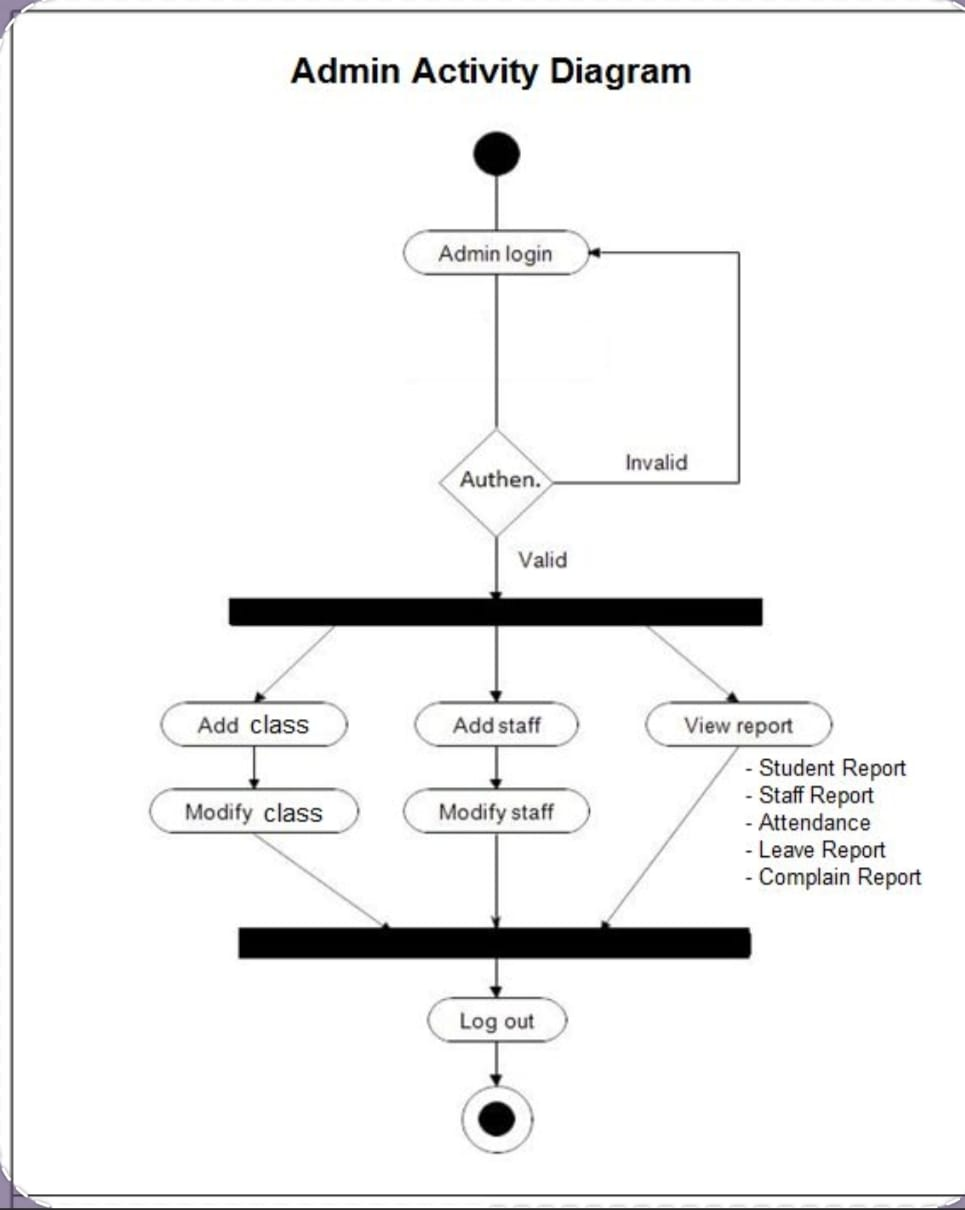 Admin Activity Diagram
Admin login
Authen.
Invalid
Valid
Add class
Add staff
View report
- Student Report
- Staff Report
- Attendance
- Leave Report
- Complain Report
Modify class
Modify staff
Log out